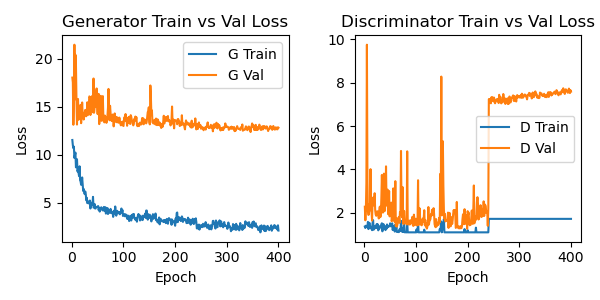 Generator Train vs Val Loss
Loss
20
15
10
5
G Train
G Val
0
100
200
300
400
Epoch
Discriminator Train vs Val Loss
Loss
10
8
6
4
2
D Train
D Val
0
100
200
300
400
Epoch